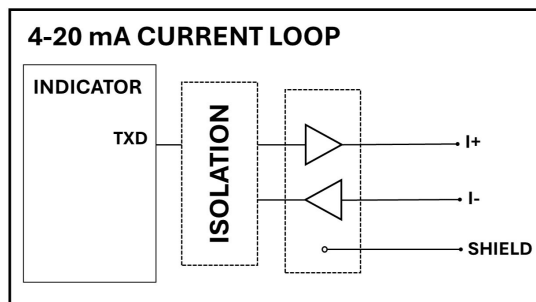 4-20 mA CURRENT LOOP
INDICATOR
TXD
ISOLATION
I+
I-
SHIELD